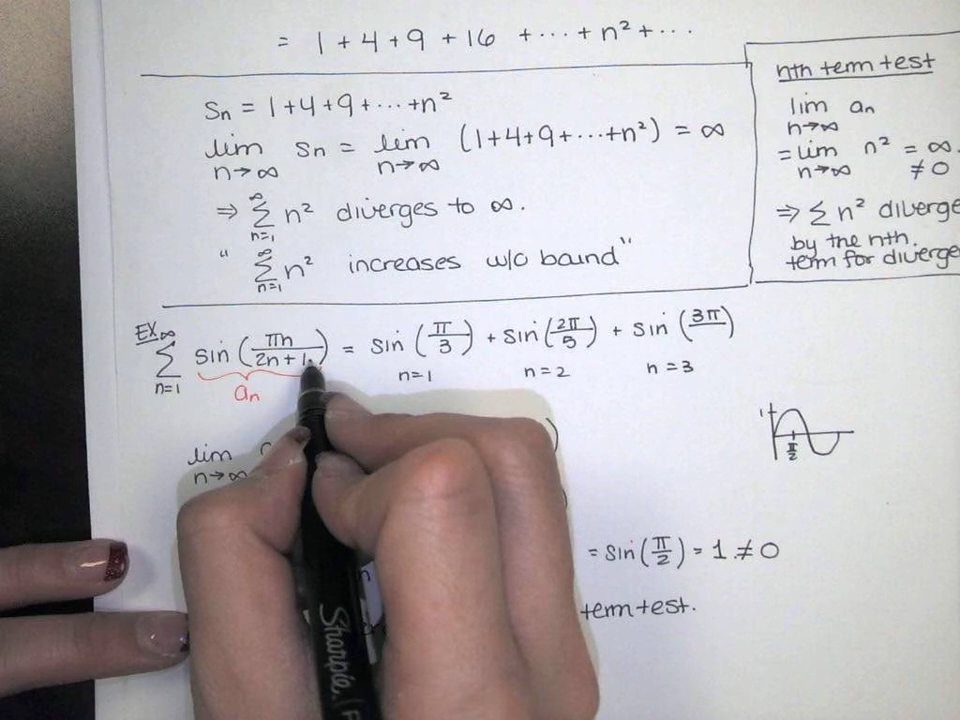 = 1 + 4 + 9 + 16 + ··· + n² + ···
Sn = 1+4+9+···+n²
lim Sn = lim (1+4+9+···+n²) = ∞
n→∞ n→∞
⇒ ∞∑n=1 n² diverges to ∞.
" ∞∑n=1 n² increases w/o bound"
nth term test
lim an
n→∞
= lim n² = ∞.
n→∞ ≠ 0
⇒ ∑ n² diverge
by the nth.
term for diverge
EX ∞∑n=1 sin (πn/2n+1) = sin (π/3) + sin (2π/5) + sin (3π/ )
an n=1 n=2 n=3
1
π/2
lim
n→∞
= sin (π/2) = 1 ≠ 0
term test.
Sharpie.